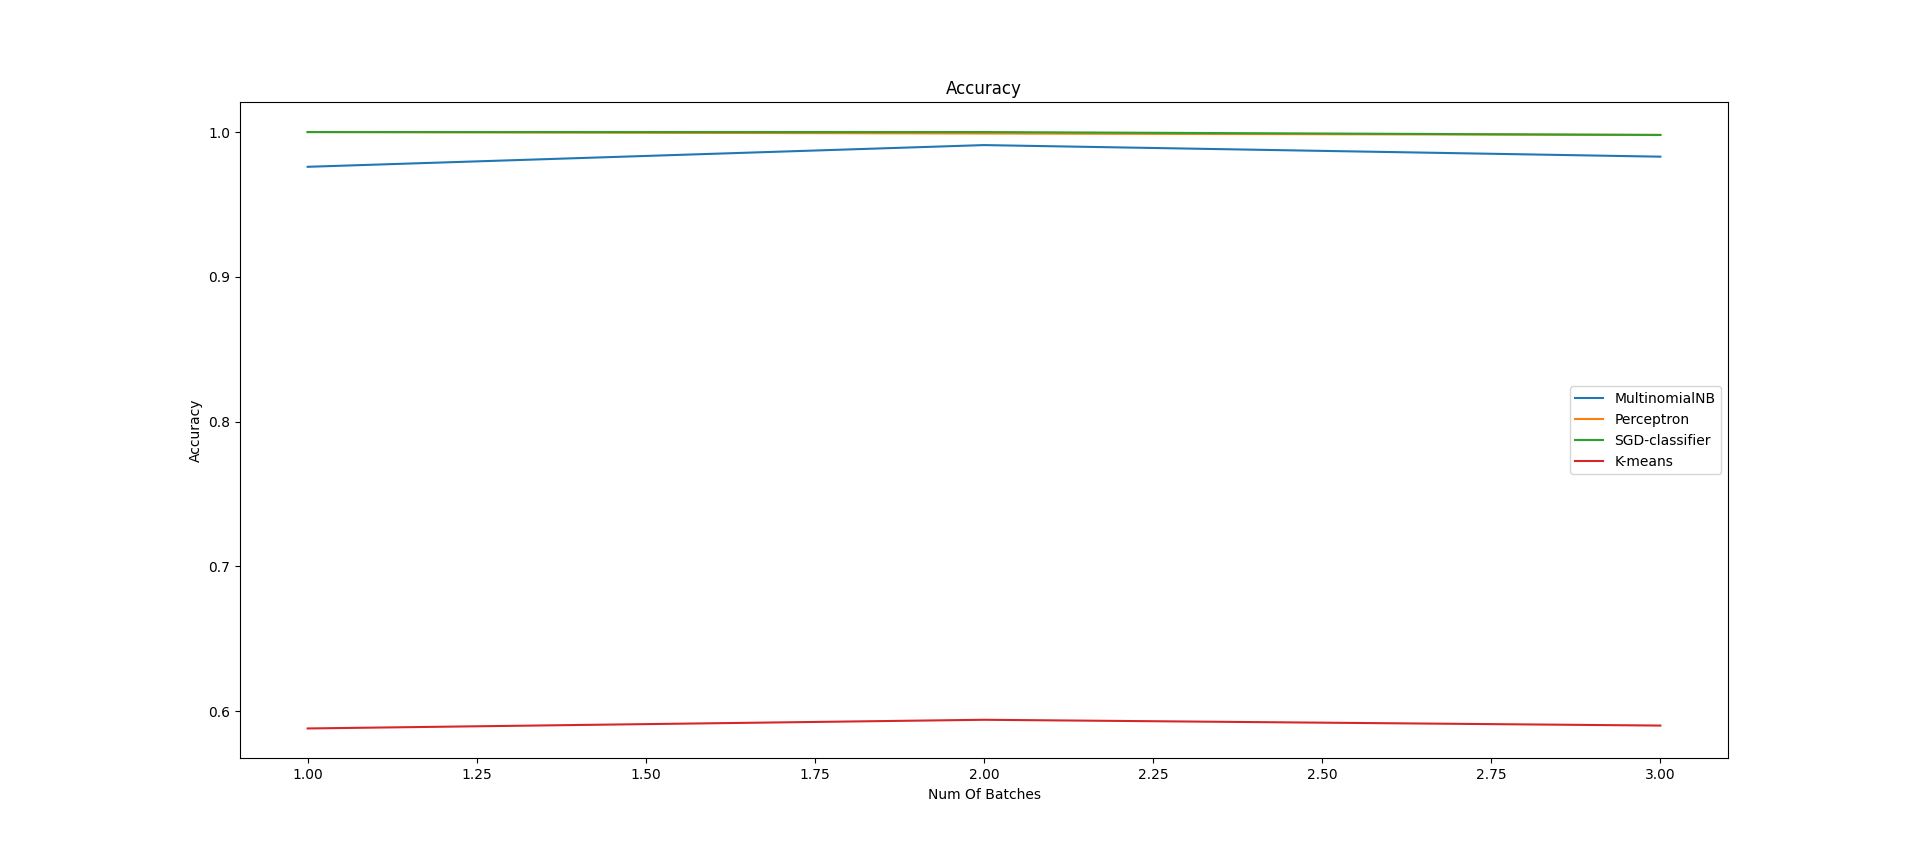 Accuracy
1.0
0.9
0.8
0.7
0.6
Accuracy
MultinomialNB
Perceptron
SGD-classifier
K-means
1.00 1.25 1.50 1.75 2.00 2.25 2.50 2.75 3.00
Num Of Batches